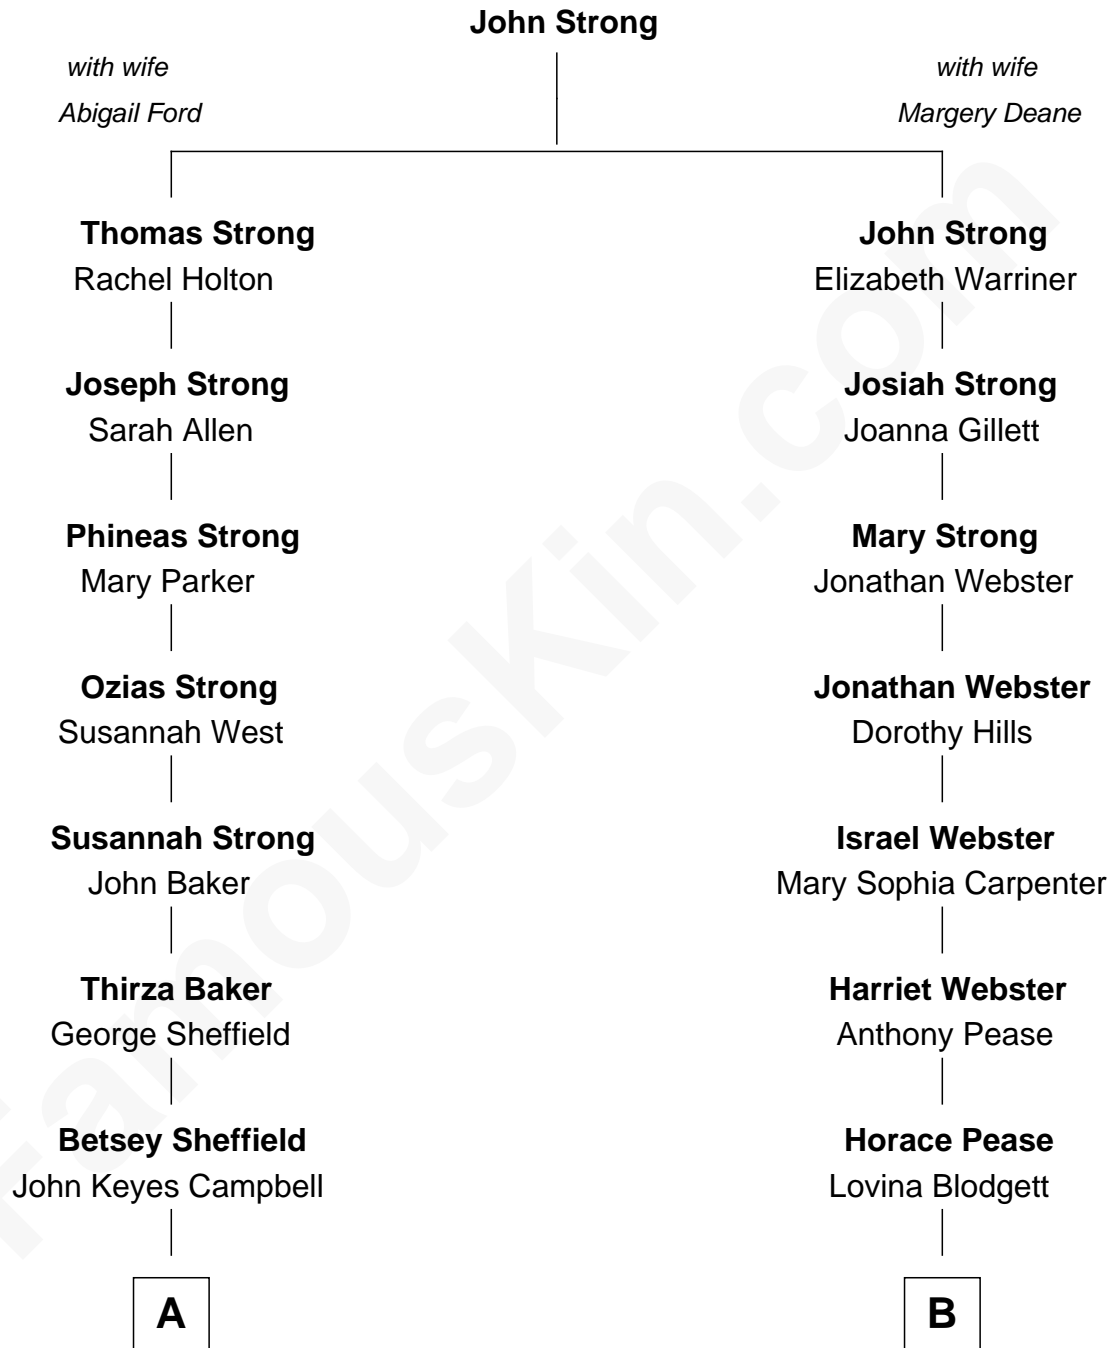 John Strong
with wife
Abigail Ford
with wife
Margery Deane
Thomas Strong
Rachel Holton
John Strong
Elizabeth Warriner
Joseph Strong
Sarah Allen
Josiah Strong
Joanna Gillett
Phineas Strong
Mary Parker
Mary Strong
Jonathan Webster
Ozias Strong
Susannah West
Jonathan Webster
Dorothy Hills
Susannah Strong
John Baker
Israel Webster
Mary Sophia Carpenter
Thirza Baker
George Sheffield
Harriet Webster
Anthony Pease
Betsey Sheffield
John Keyes Campbell
Horace Pease
Lovina Blodgett
A
B
FamousKin.com